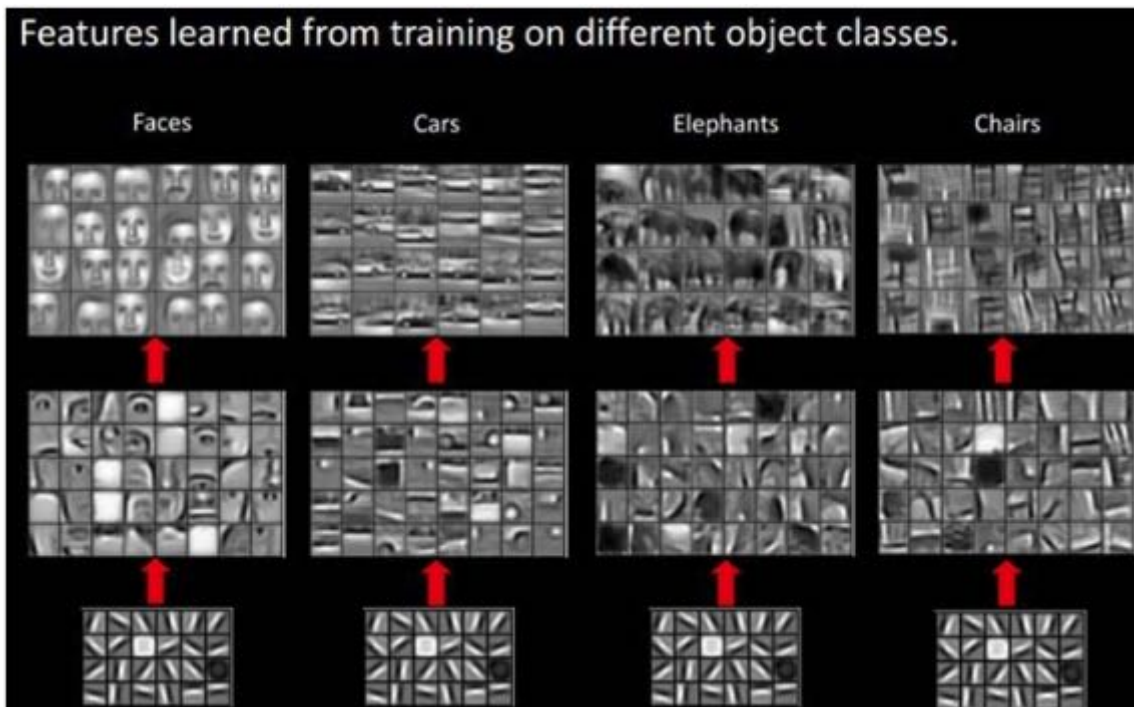 Features learned from training on different object classes.
Faces
Cars
Elephants
Chairs